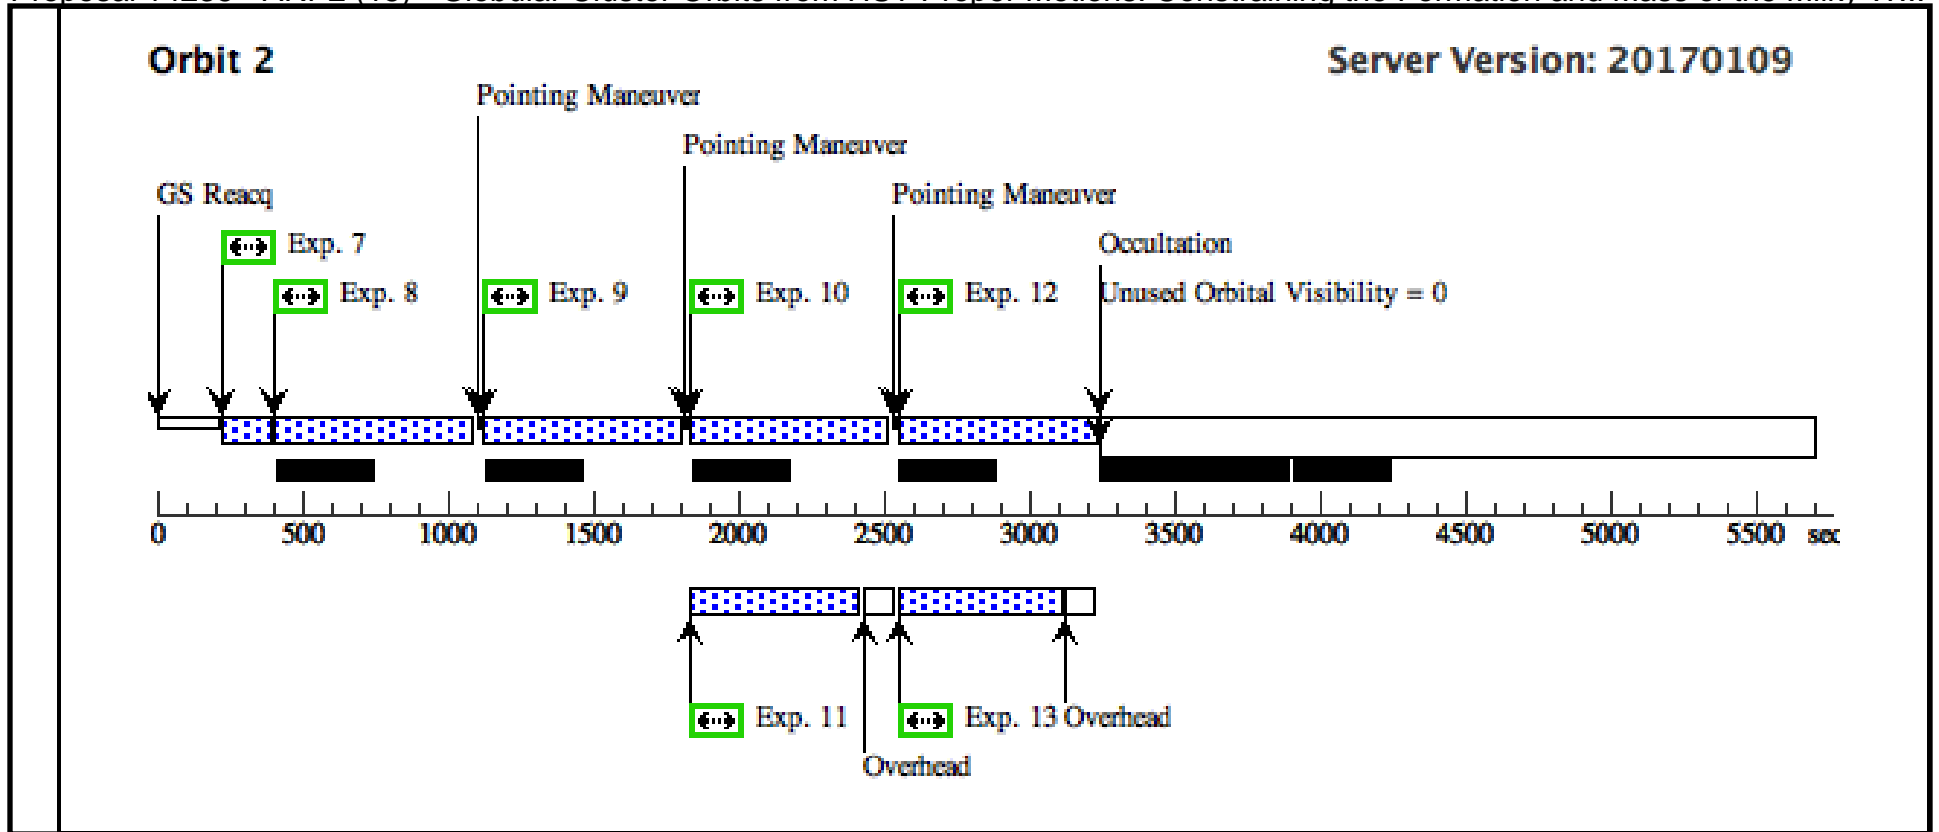 Orbit 2
Server Version: 20170109
Pointing Maneuver
Pointing Maneuver
GS Reacq
Pointing Maneuver
Exp. 7
Occultation
Exp. 8
Exp. 9
Exp. 10
Exp. 12
Unused Orbital Visibility = 0
0 500 1000 1500 2000 2500 3000 3500 4000 4500 5000 5500 sec
Exp. 11
Exp. 13
Overhead
Overhead